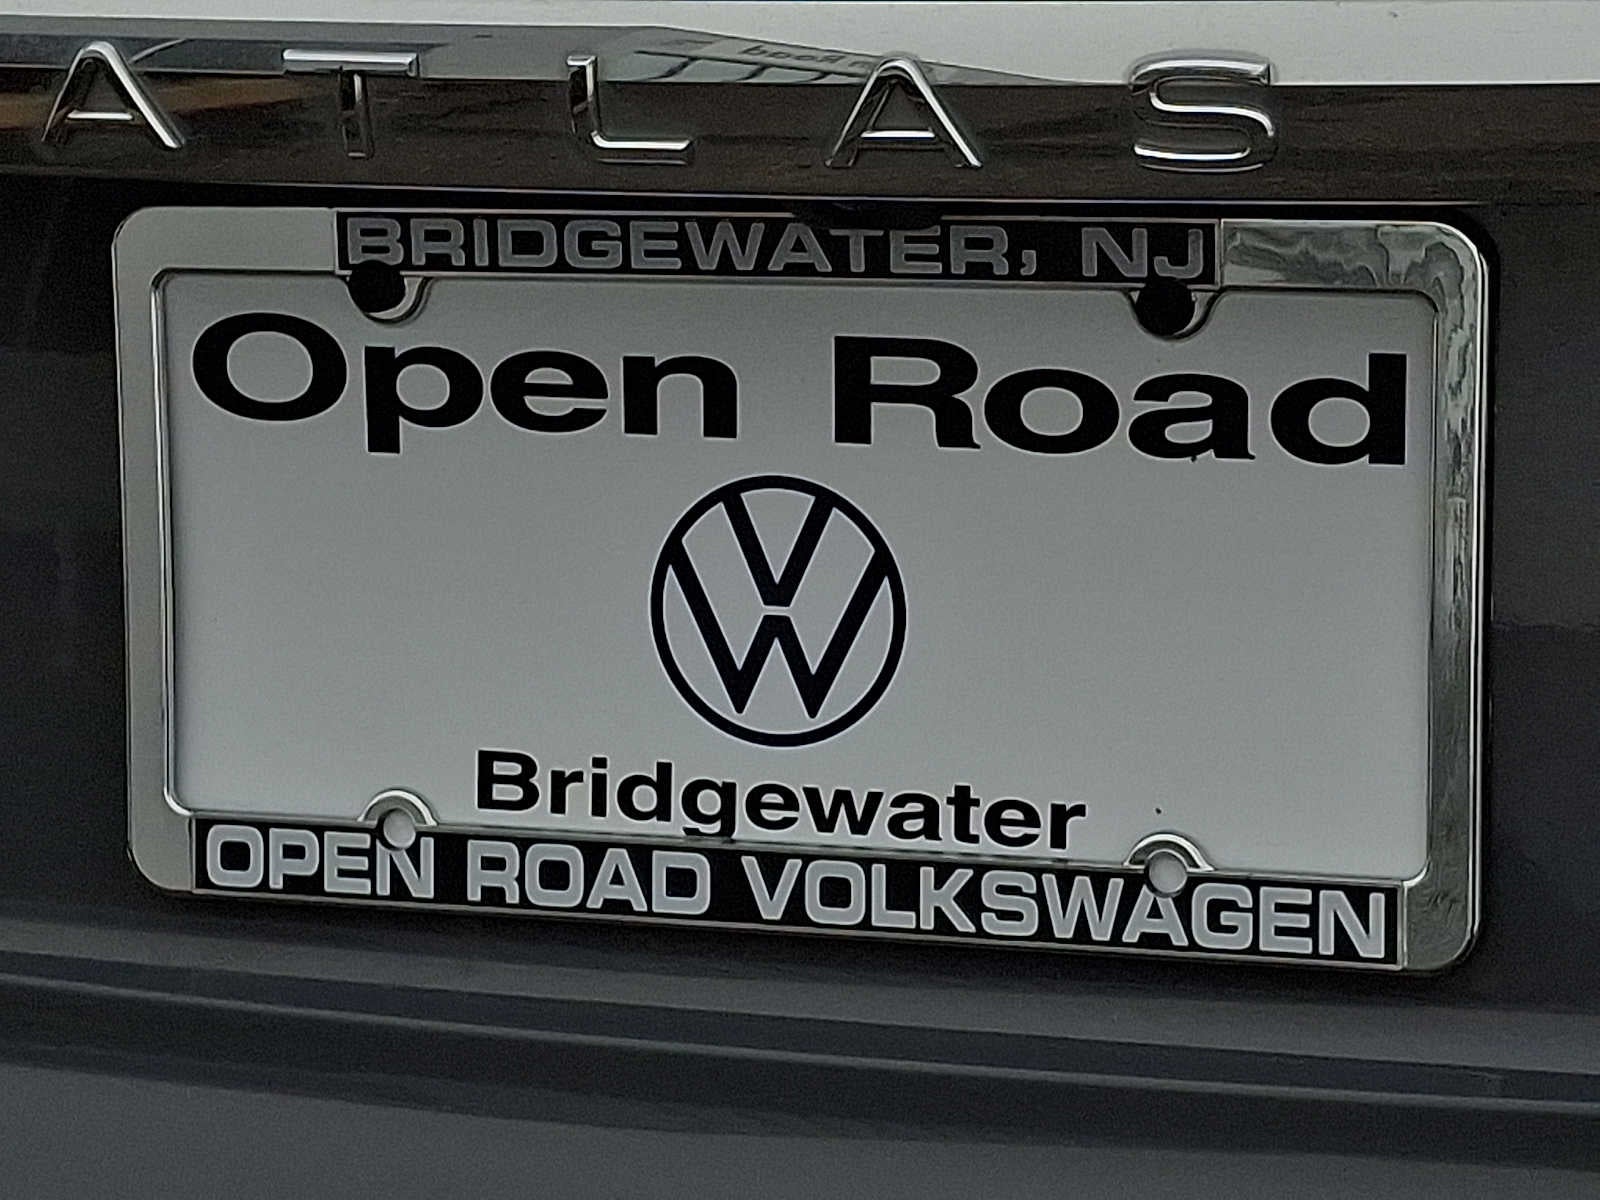 ATLAS
BRIDGEWATER, NJ
Open Road
Bridgewater
OPEN ROAD VOLKSWAGEN